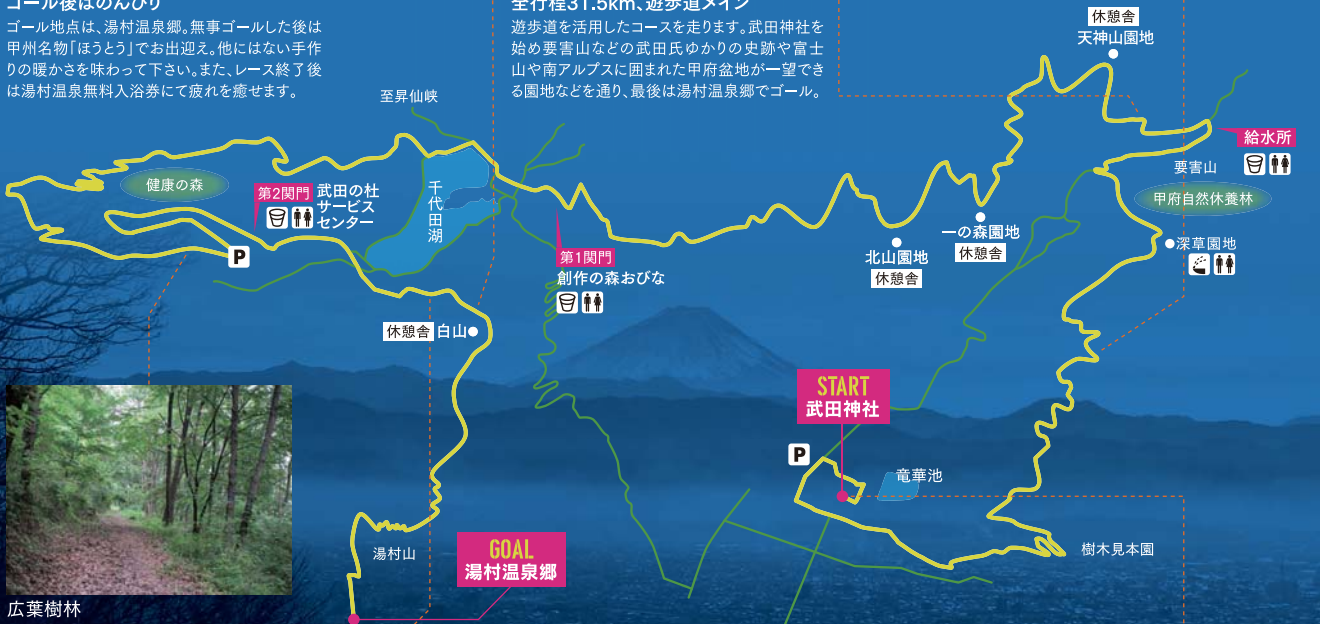 ゴール後はのんびり
ゴール地点は、湯村温泉郷。無事ゴールした後は
甲州名物「ほうとう」でお出迎え。他にはない手作
りの暖かさを味わって下さい。また、レース終了後
は湯村温泉無料入浴券にて疲れを癒せます。
全行程31.5km、遊歩道メイン
遊歩道を活用したコースを走ります。武田神社を
始め要害山などの武田氏ゆかりの史跡や富士
山や南アルプスに囲まれた甲府盆地が一望でき
る園地などを通り、最後は湯村温泉郷でゴール。
休憩舎
天神山園地
至昇仙峡
給水所
要害山
甲府自然休養林
健康の森
第2関門
武田の杜
サービス
センター
千代田湖
P
第1関門
創作の森おびな
北山園地
休憩舎
一の森園地
休憩舎
深草園地
休憩舎
白山
START
武田神社
P
竜華池
樹木見本園
湯村山
GOAL
湯村温泉郷
広葉樹林